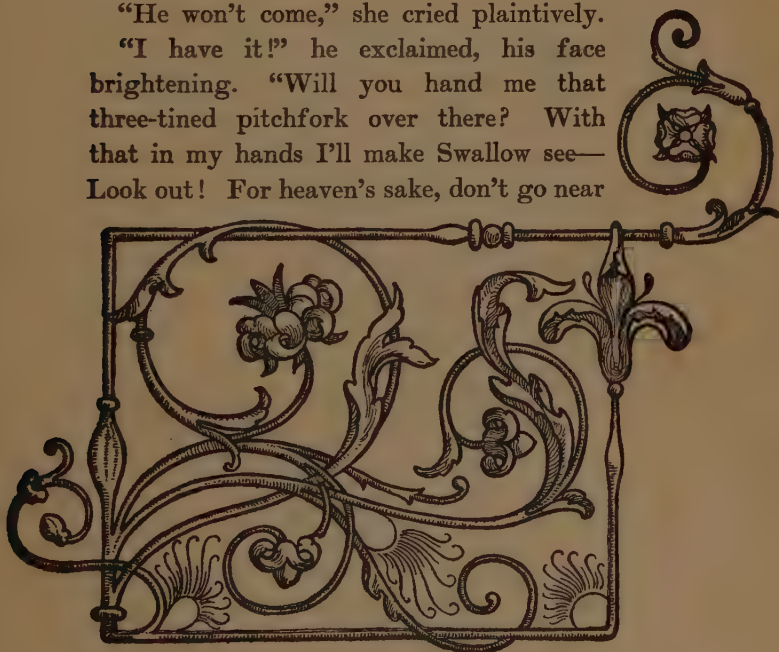 “He won’t come,” she cried plaintively.
“I have it!” he exclaimed, his face
brightening. “Will you hand me that
three-tined pitchfork over there? With
that in my hands I’ll make Swallow see—
Look out! For heaven’s sake, don’t go near